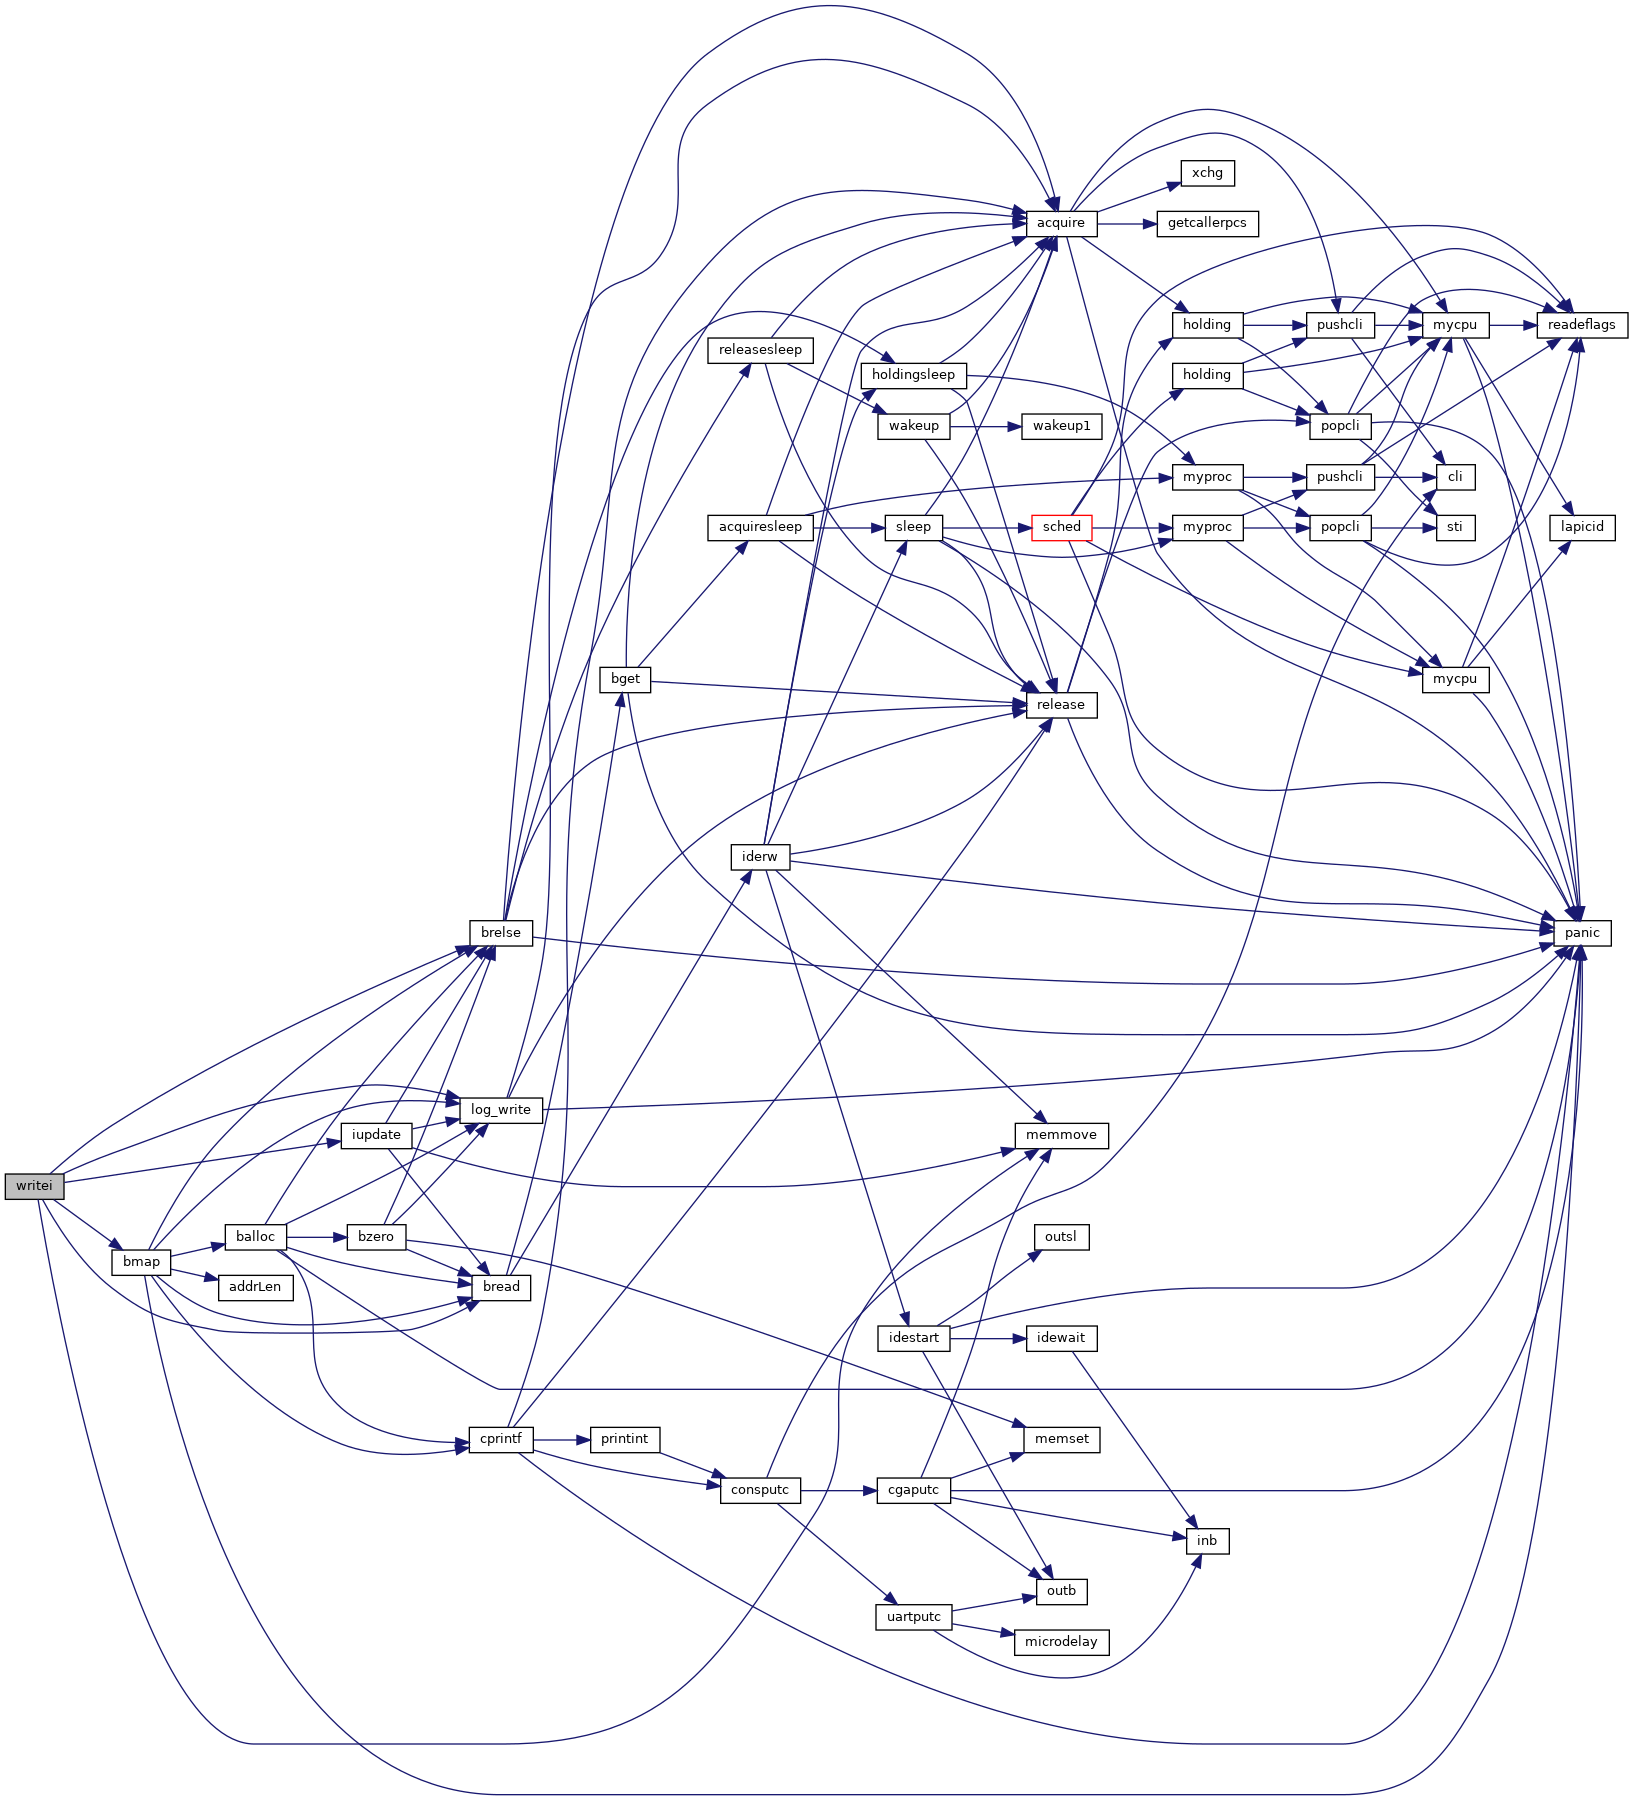 xchg
acquire
getcallerpcs
holding
pushcli
mycpu
readeflags
releasesleep
holdingsleep
holding
wakeup
wakeup1
popcli
myproc
pushcli
cli
acquiresleep
sleep
sched
myproc
popcli
sti
lapicid
bget
mycpu
release
iderw
brelse
panic
log_write
iupdate
memmove
writei
balloc
bzero
outsl
bmap
addrLen
bread
idestart
idewait
cprintf
printint
memset
consputc
cgaputc
inb
outb
uartputc
microdelay